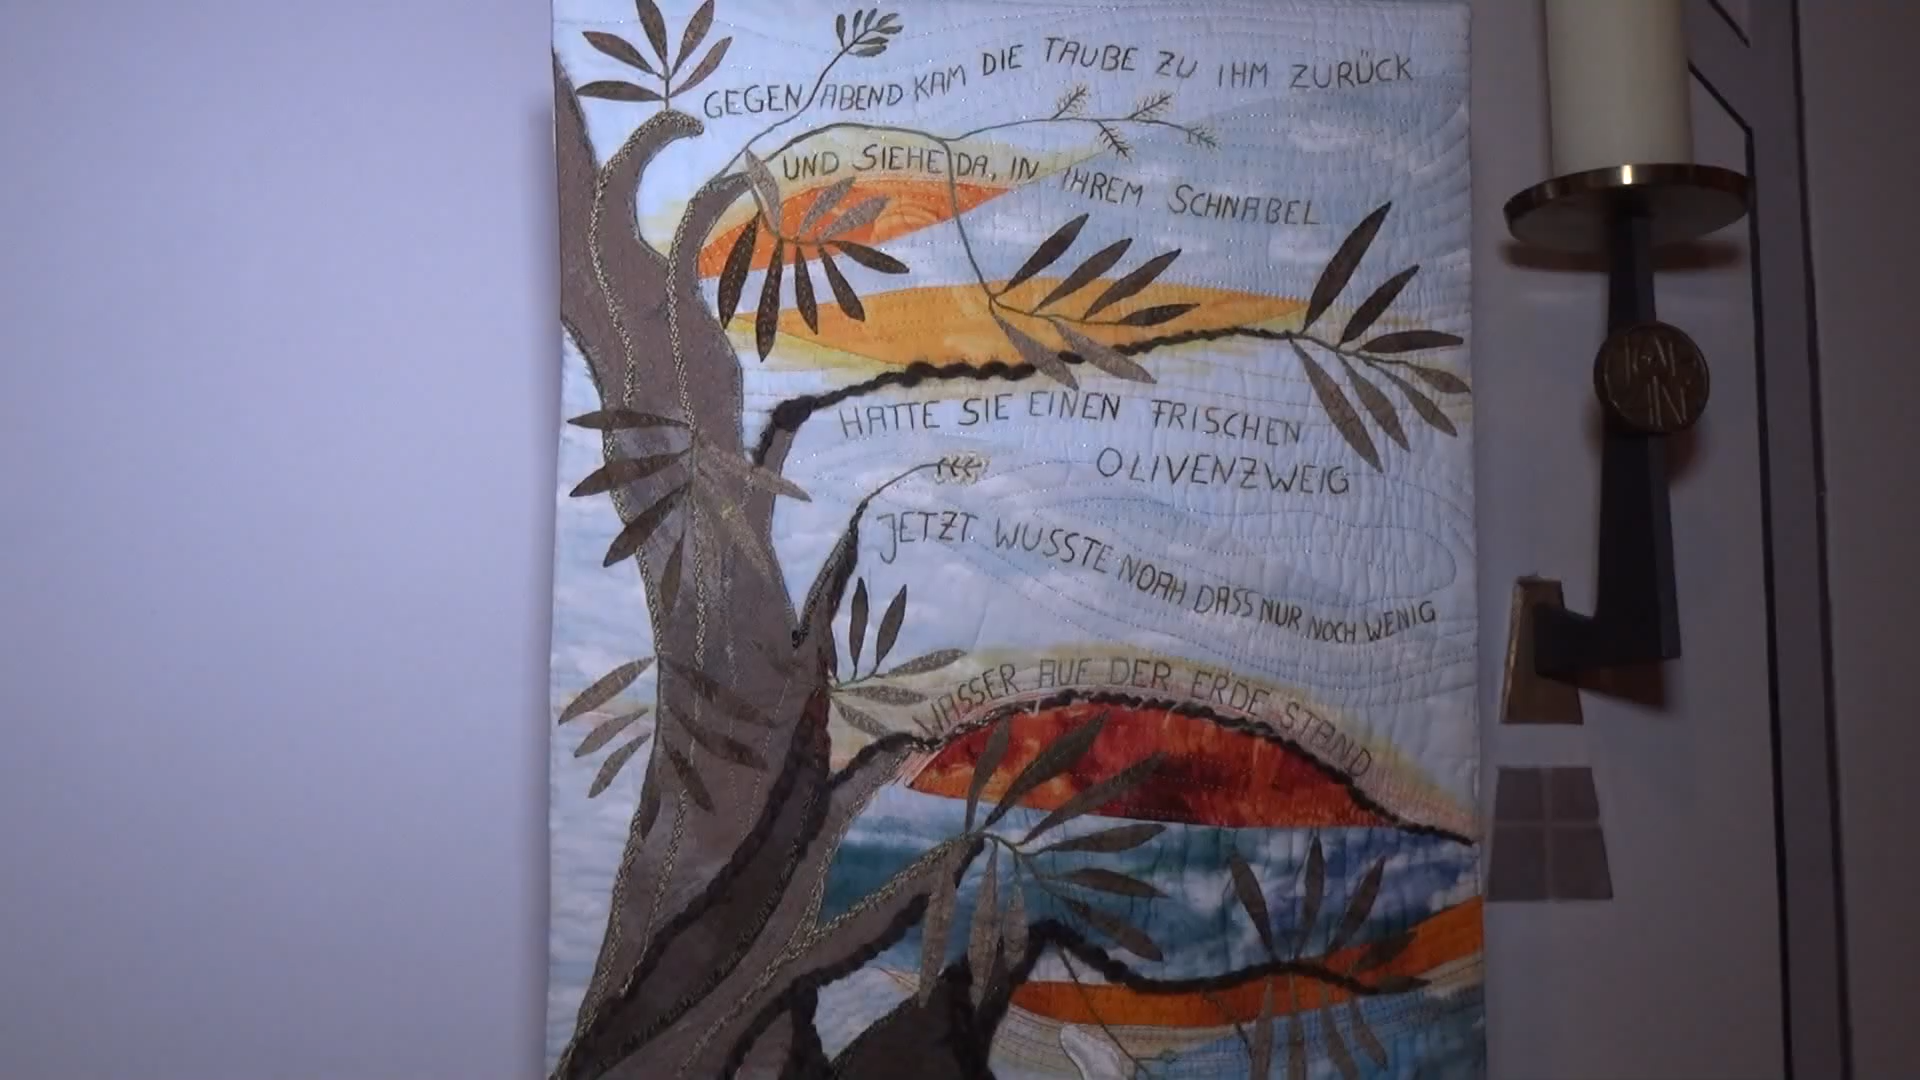 GEGEN ABEND KAM DIE TAUBE ZU IHM ZURÜCK
UND SIEHE DA, IN IHREM SCHNABEL
HATTE SIE EINEN FRISCHEN
OLIVENZWEIG
JETZT WUSSTE NOAH DASS NUR NOCH WENIG
WASSER AUF DER ERDE STAND